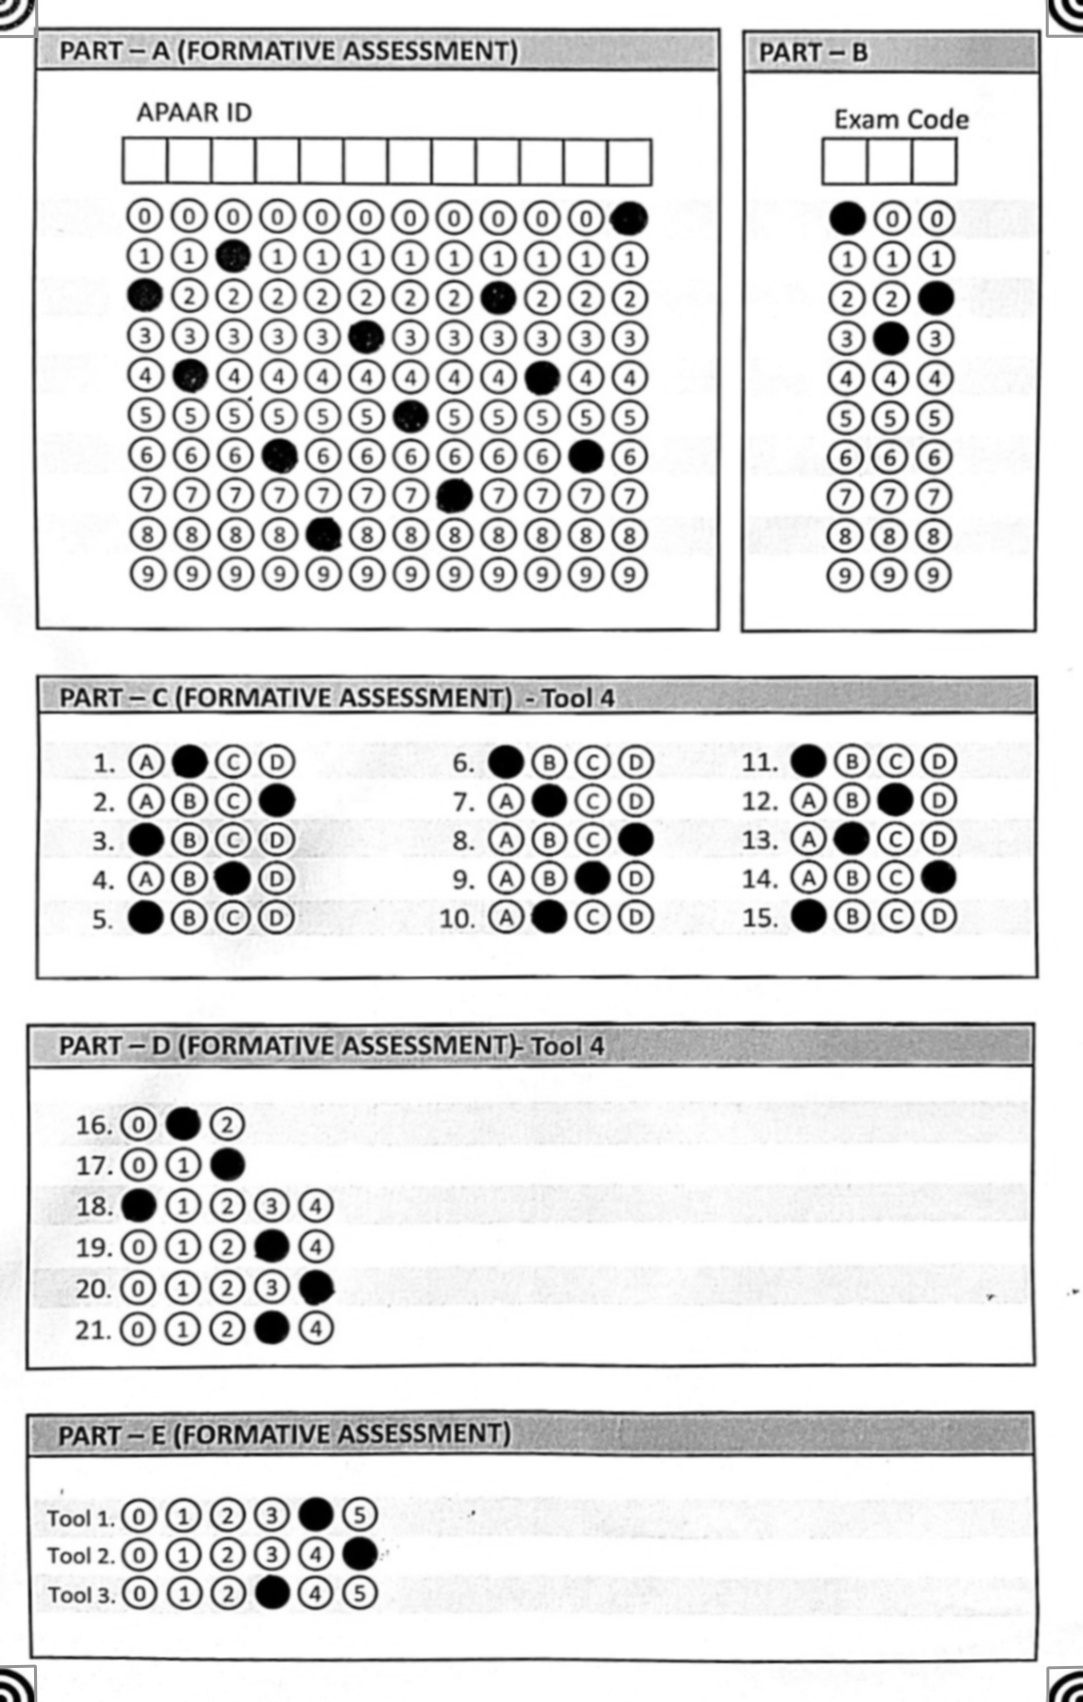 PART – A (FORMATIVE ASSESSMENT)
APAAR ID
0 0 0 0 0 0 0 0 0 0 0
1 1 1 1 1 1 1 1 1 1 1
2 2 2 2 2 2 2 2 2 2
3 3 3 3 3 3 3 3 3 3 3
4 4 4 4 4 4 4 4 4 4
5 5 5 5 5 5 5 5 5 5 5
6 6 6 6 6 6 6 6 6 6
7 7 7 7 7 7 7 7 7 7 7
8 8 8 8 8 8 8 8 8 8 8
9 9 9 9 9 9 9 9 9 9 9 9
PART – B
Exam Code
0 0
1 1 1
2 2
3 3
4 4 4
5 5 5
6 6 6
7 7 7
8 8 8
9 9 9
PART – C (FORMATIVE ASSESSMENT) - Tool 4
1. A C D
2. A B C
3. B C D
4. A B D
5. B C D
6. B C D
7. A C D
8. A B C
9. A B D
10. A C D
11. B C D
12. A B D
13. A C D
14. A B C
15. B C D
PART – D (FORMATIVE ASSESSMENT)- Tool 4
16. 0 2
17. 0 1
18. 1 2 3 4
19. 0 1 2 4
20. 0 1 2 3
21. 0 1 2 4
PART – E (FORMATIVE ASSESSMENT)
Tool 1. 0 1 2 3 5
Tool 2. 0 1 2 3 4
Tool 3. 0 1 2 4 5